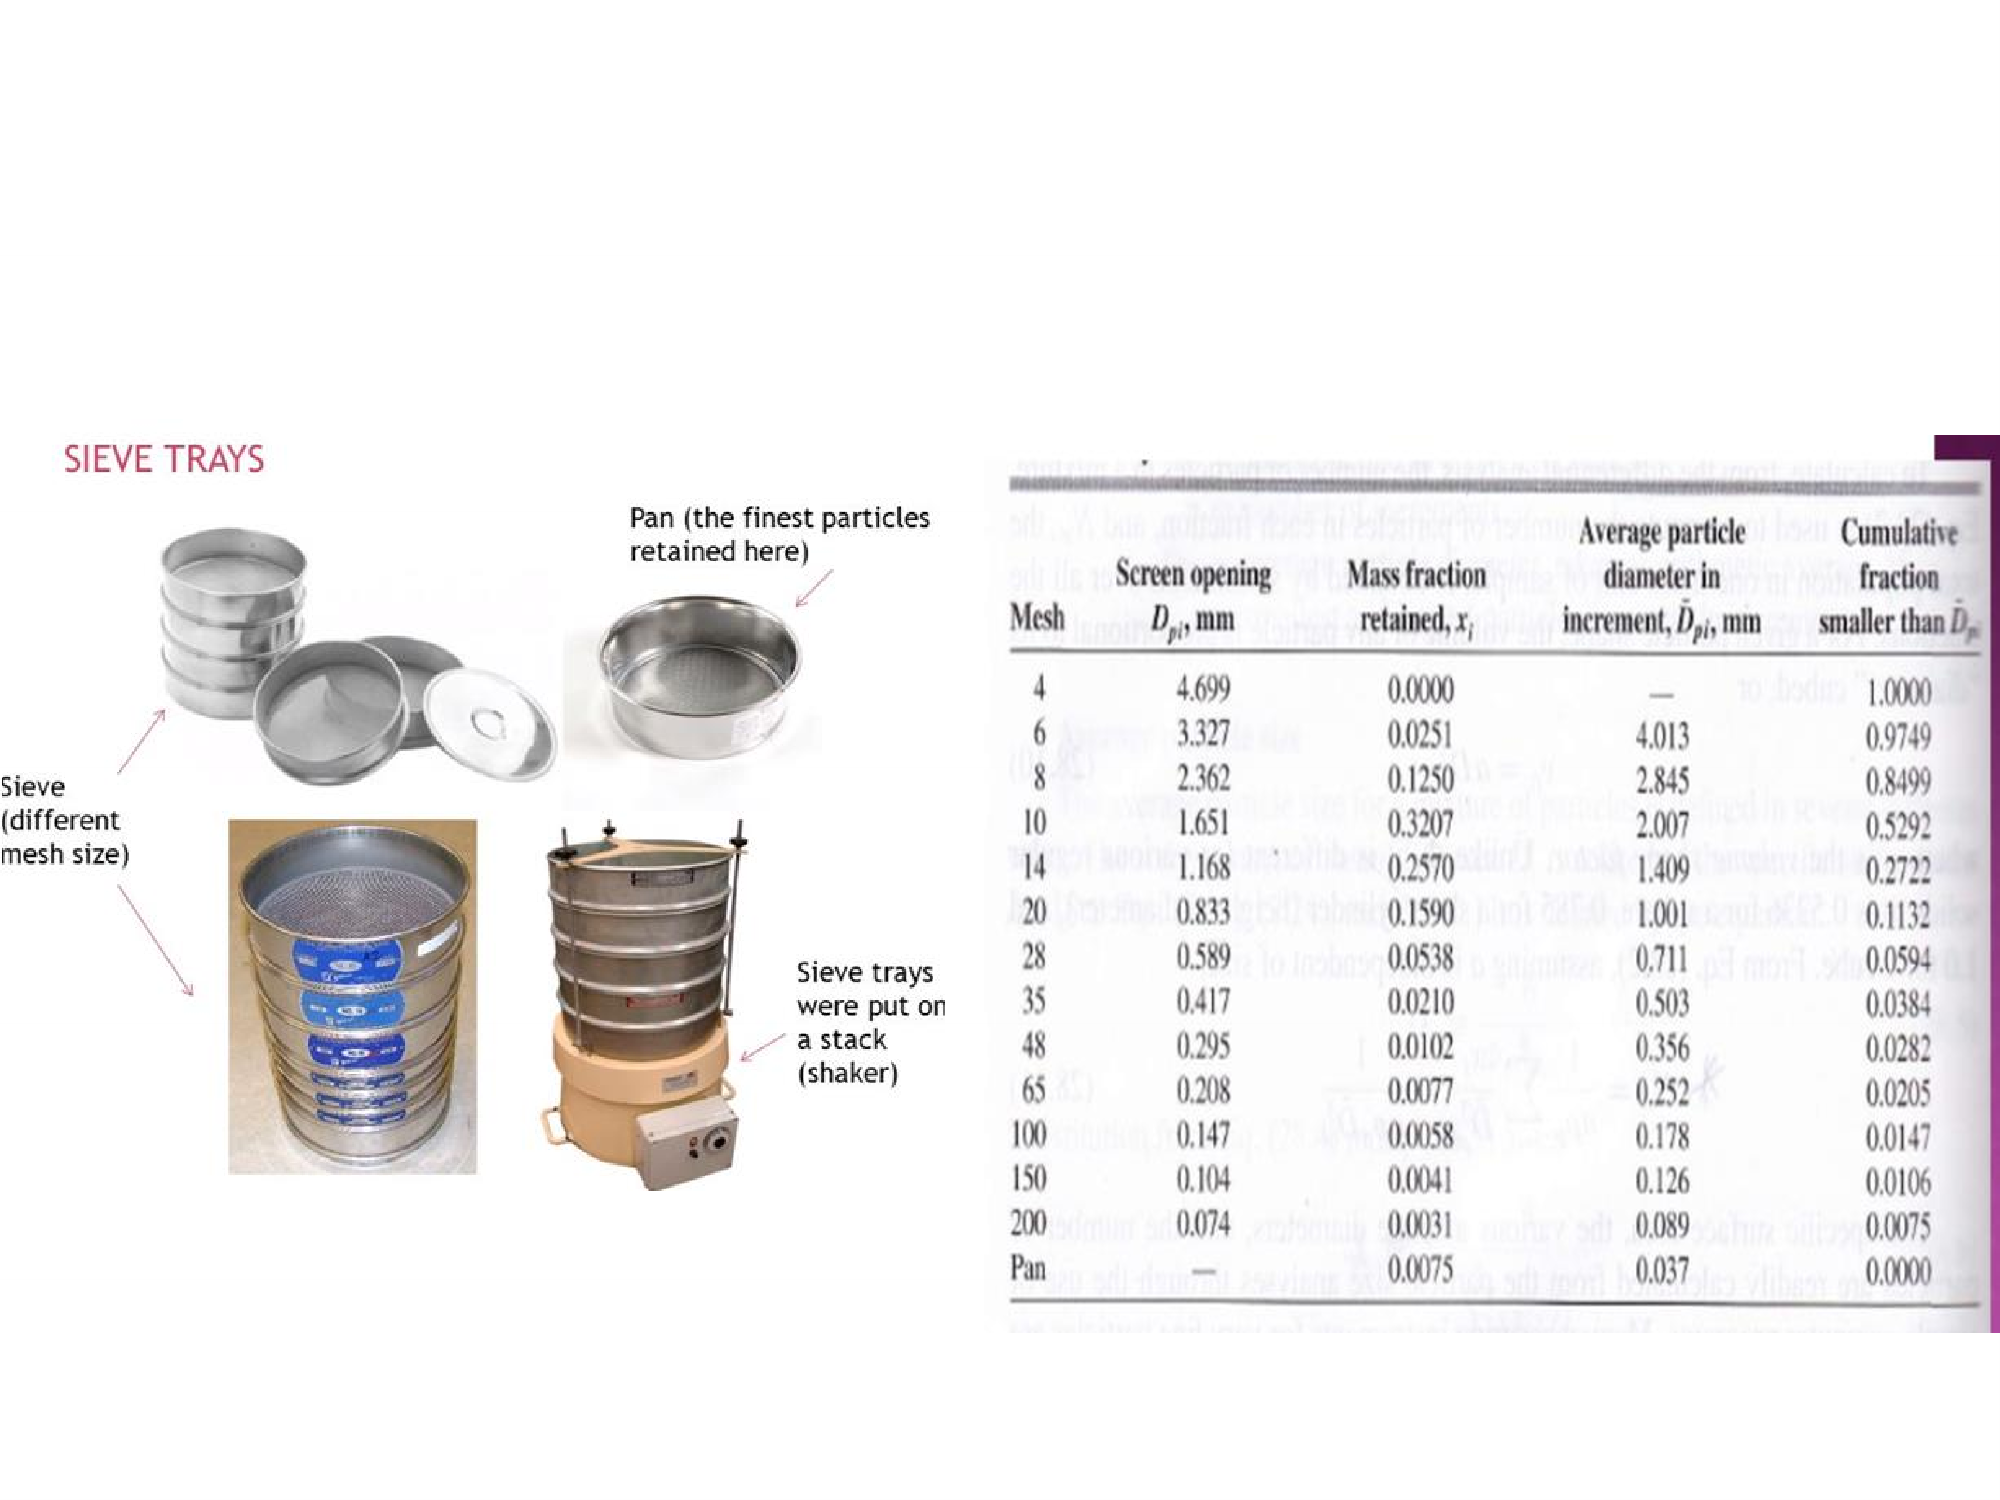 SIEVE TRAYS
Pan (the finest particles
retained here)
Sieve
(different
mesh size)
Sieve trays
were put on
a stack
(shaker)
Average particle Cumulative
Screen opening Mass fraction diameter in fraction
Mesh D̄pi, mm retained, xi increment, D̄pi, mm smaller than D̄pi
4 4.699 0.0000 — 1.0000
6 3.327 0.0251 4.013 0.9749
8 2.362 0.1250 2.845 0.8499
10 1.651 0.3207 2.007 0.5292
14 1.168 0.2570 1.409 0.2722
20 0.833 0.1590 1.001 0.1132
28 0.589 0.0538 0.711 0.0594
35 0.417 0.0210 0.503 0.0384
48 0.295 0.0102 0.356 0.0282
65 0.208 0.0077 0.252 0.0205
100 0.147 0.0058 0.178 0.0147
150 0.104 0.0041 0.126 0.0106
200 0.074 0.0031 0.089 0.0075
Pan — 0.0075 0.037 0.0000